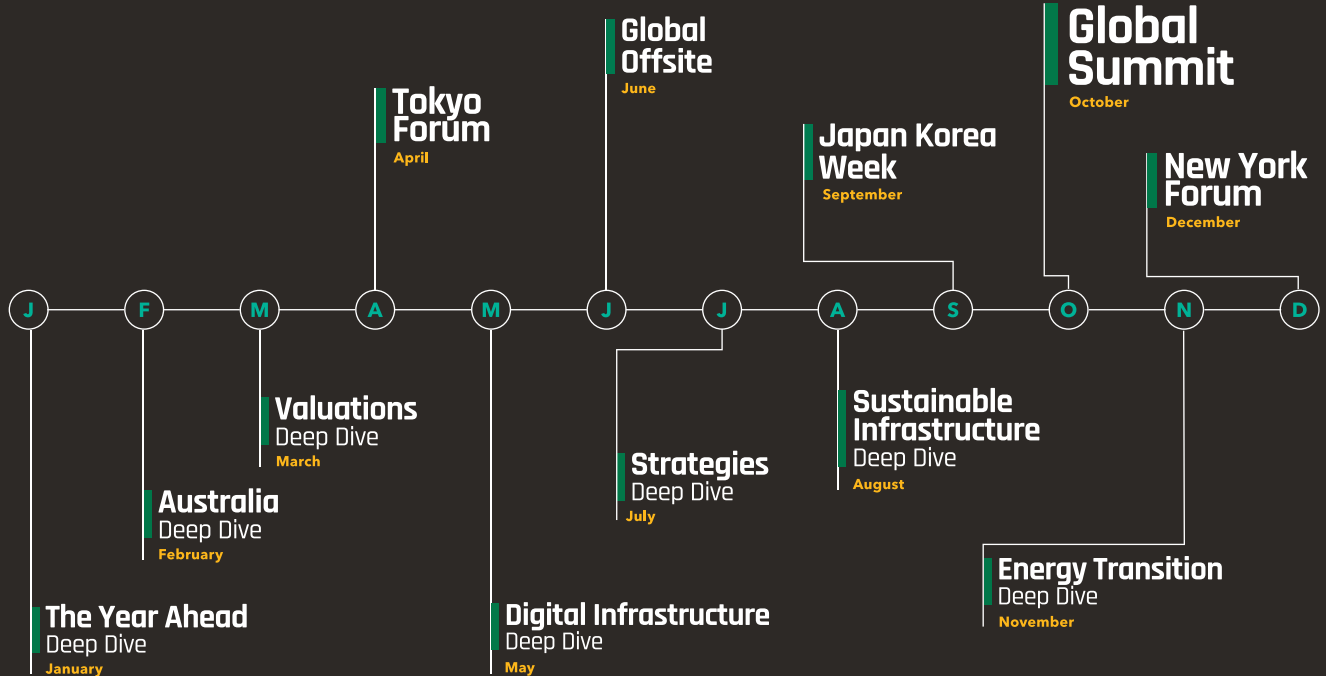 Global
Offsite
June
Global
Summit
October
Tokyo
Forum
April
Japan Korea
Week
September
New York
Forum
December
J F M A M J J A S O N D
Valuations
Deep Dive
March
Sustainable
Infrastructure
Deep Dive
August
Strategies
Deep Dive
July
Australia
Deep Dive
February
Energy Transition
Deep Dive
November
The Year Ahead
Deep Dive
January
Digital Infrastructure
Deep Dive
May